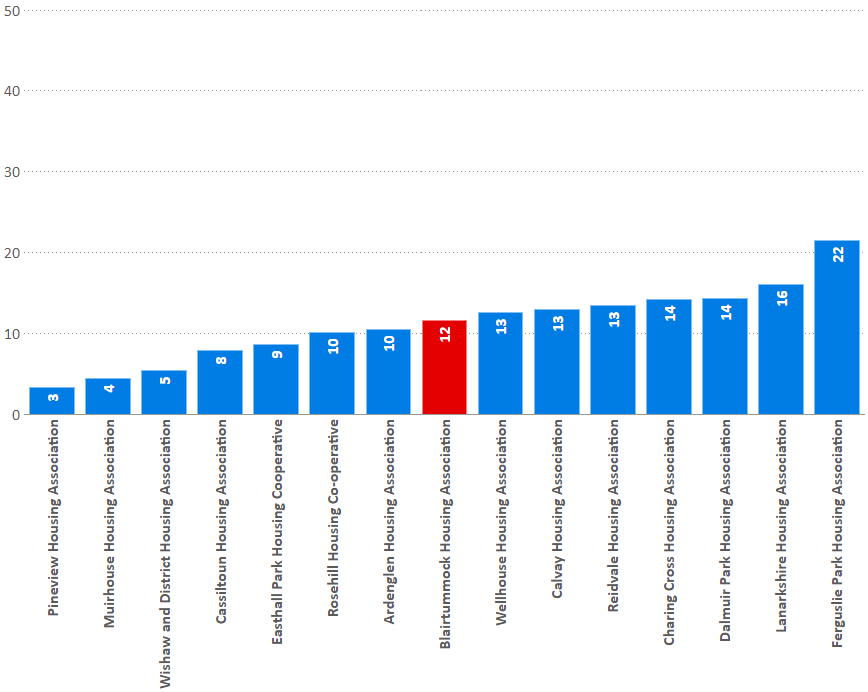 50
40
30
20
10
0
3
4
5
8
9
10
10
12
13
13
13
14
14
16
22
Pineview Housing Association
Muirhouse Housing Association
Wishaw and District Housing Association
Cassiltoun Housing Association
Easthall Park Housing Cooperative
Rosehill Housing Co-operative
Ardenglen Housing Association
Blairtummock Housing Association
Wellhouse Housing Association
Calvay Housing Association
Reidvale Housing Association
Charing Cross Housing Association
Dalmuir Park Housing Association
Lanarkshire Housing Association
Ferguslie Park Housing Association